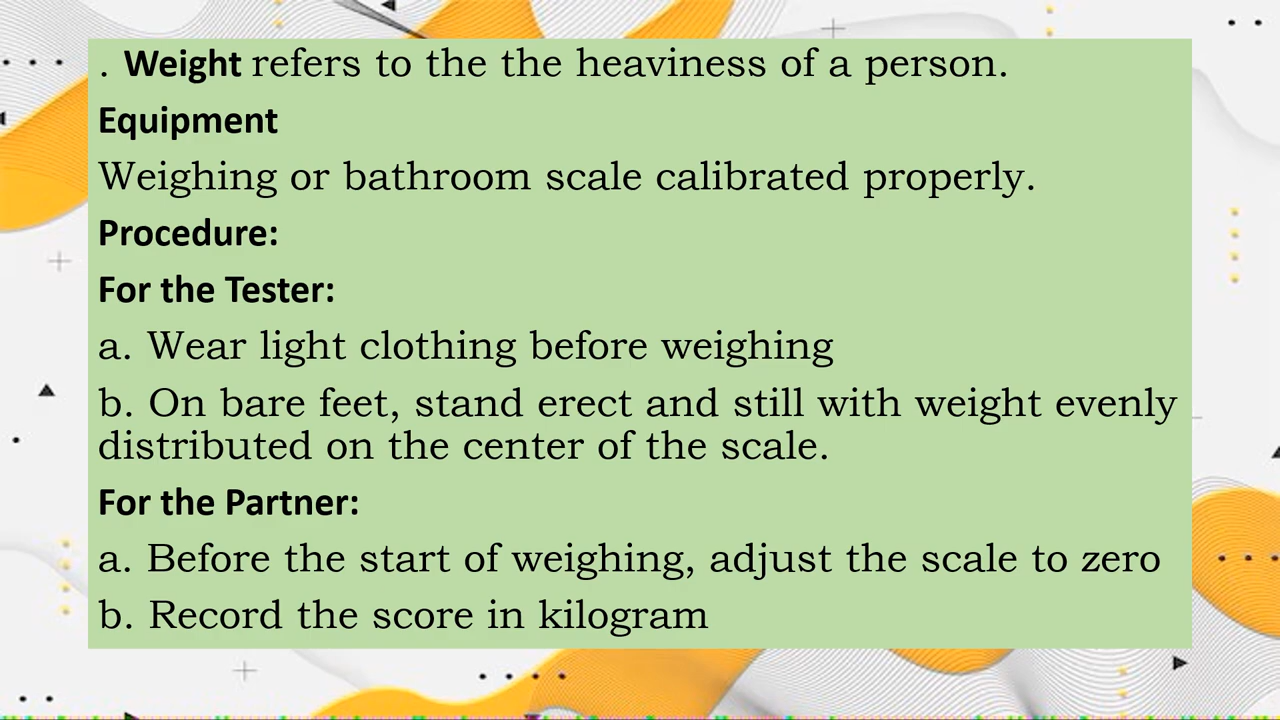 . Weight refers to the the heaviness of a person.
Equipment
Weighing or bathroom scale calibrated properly.
Procedure:
For the Tester:
a. Wear light clothing before weighing
b. On bare feet, stand erect and still with weight evenly
distributed on the center of the scale.
For the Partner:
a. Before the start of weighing, adjust the scale to zero
b. Record the score in kilogram